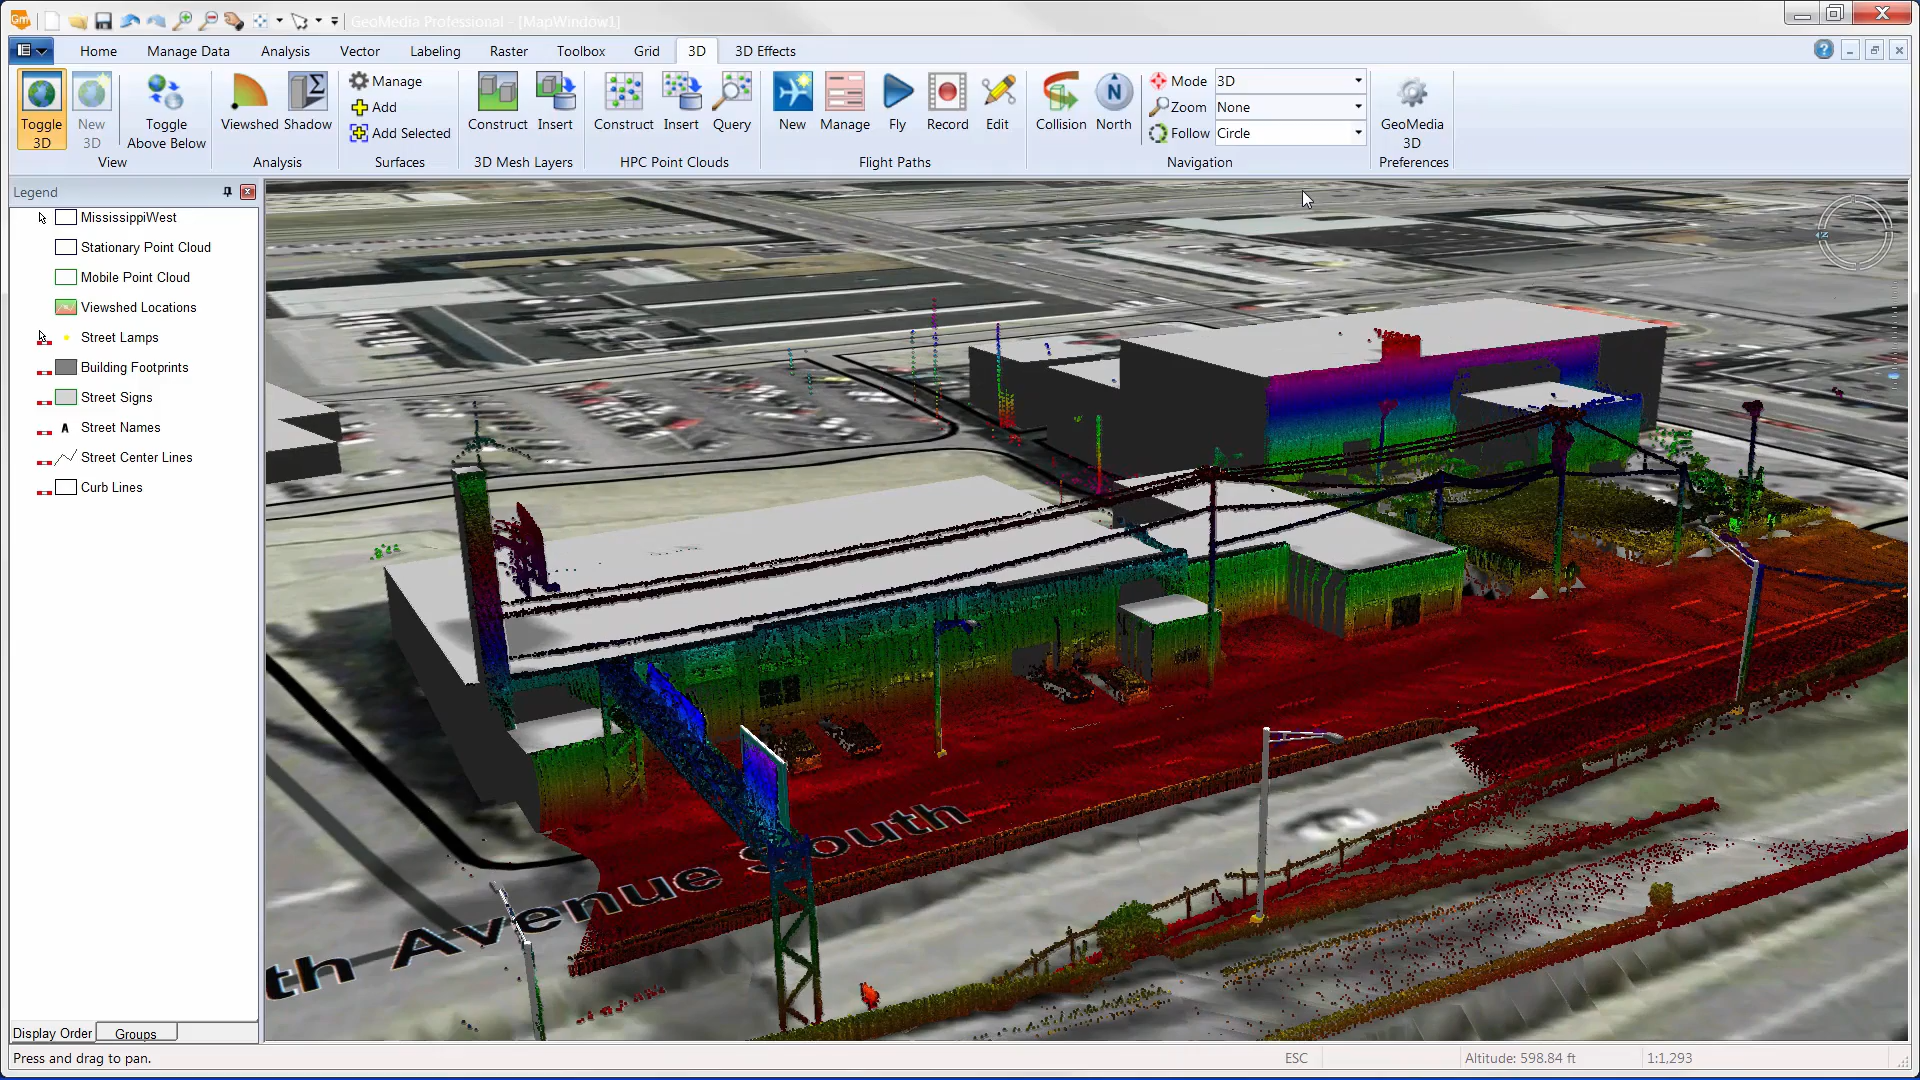 Gm
GeoMedia Professional - [MapWindow1]
Home Manage Data Analysis Vector Labeling Raster Toolbox Grid 3D 3D Effects
Toggle 3D
New 3D
Toggle Above Below
View
Viewshed
Shadow
Analysis
Manage
Add
Add Selected
Surfaces
Construct
Insert
3D Mesh Layers
Construct
Insert
Query
HPC Point Clouds
New
Manage
Fly
Record
Edit
Flight Paths
Collision
North
Mode 3D
Zoom None
Follow Circle
Navigation
GeoMedia 3D
Preferences
Legend
MississippiWest
Stationary Point Cloud
Mobile Point Cloud
Viewshed Locations
Street Lamps
Building Footprints
Street Signs
A Street Names
Street Center Lines
Curb Lines
th Avenue South
Display Order Groups
Press and drag to pan.
ESC
Altitude: 598.84 ft
1:1,293